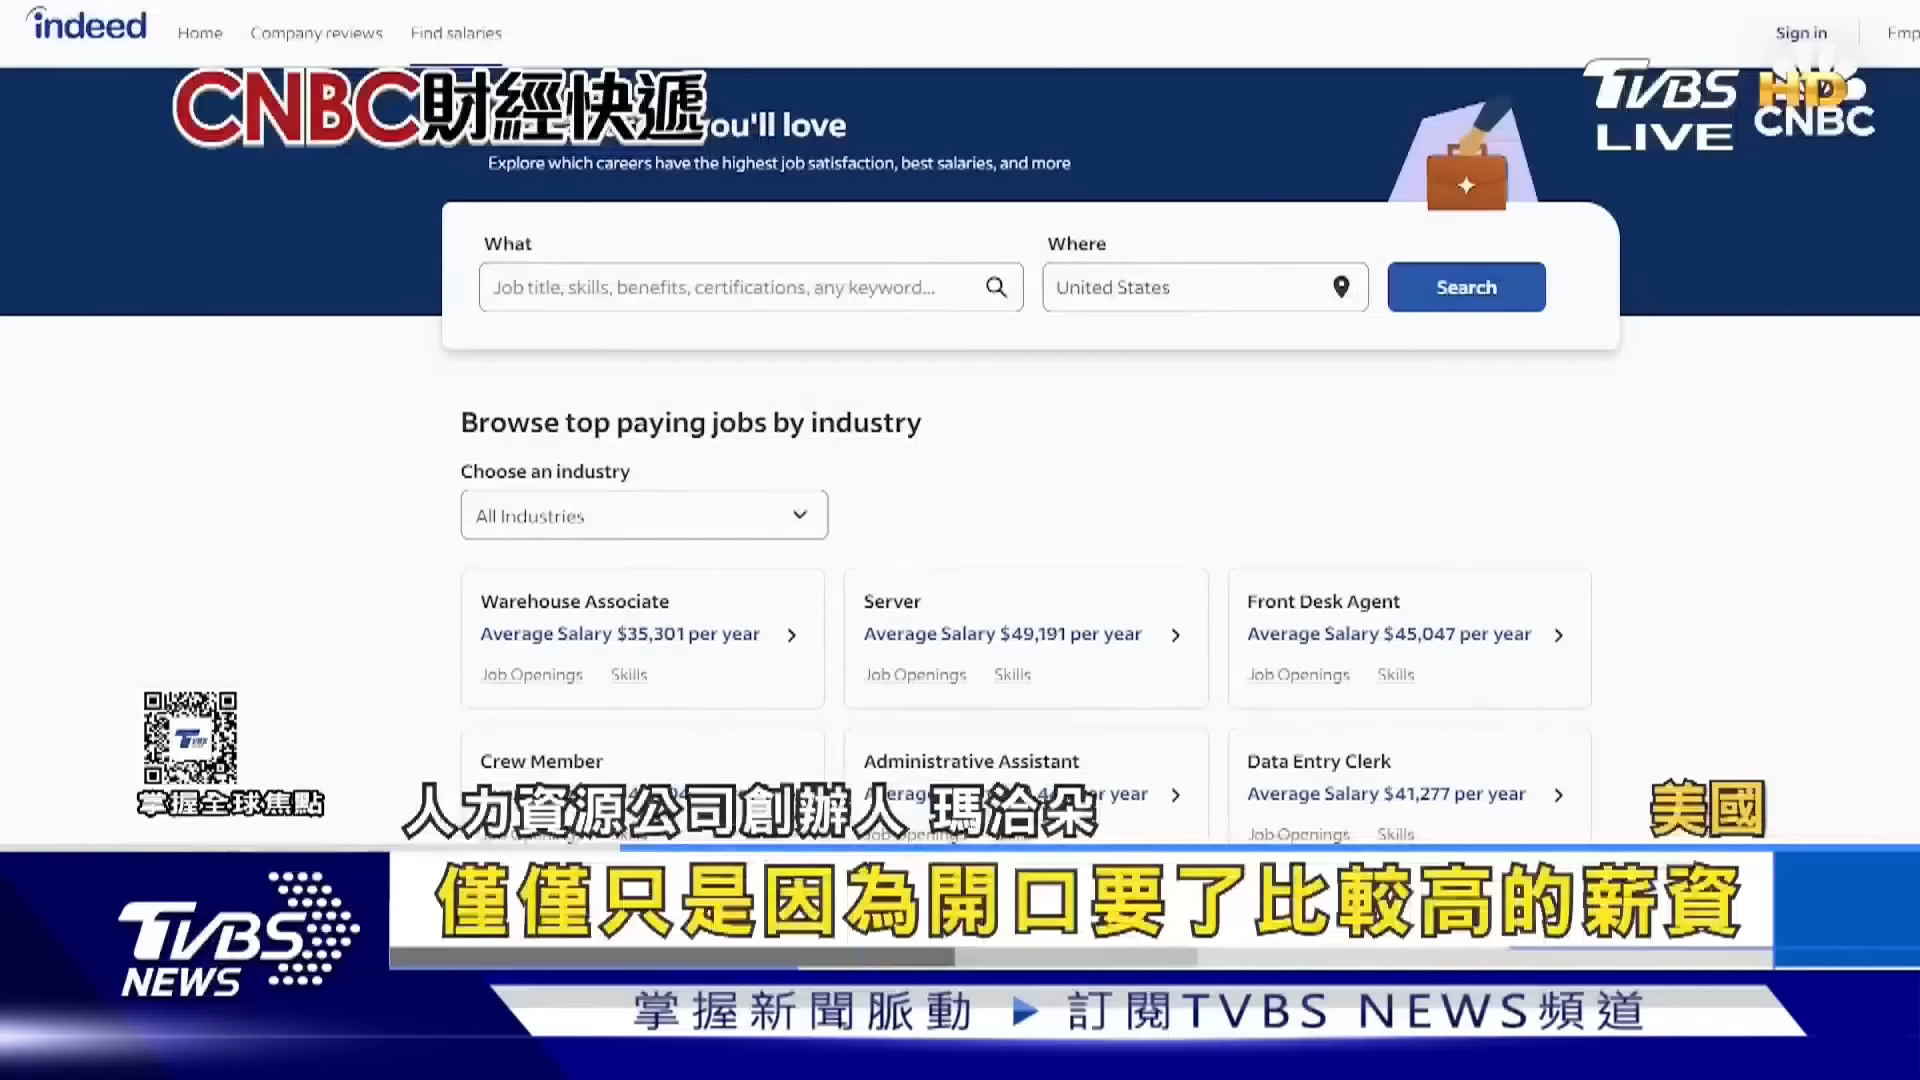 indeed Home Company reviews Find salaries Sign in
CNBC財經快遞 you'll love
TVBS HD
LIVE CNBC
Explore which careers have the highest job satisfaction, best salaries, and more
What Where
Job title, skills, benefits, certifications, any keyword... United States Search
Browse top paying jobs by industry
Choose an industry
All Industries
Warehouse Associate Server Front Desk Agent
Average Salary $35,301 per year Average Salary $49,191 per year Average Salary $45,047 per year
Job Openings Skills Job Openings Skills Job Openings Skills
TVBS
Crew Member Administrative Assistant Data Entry Clerk
year Average Salary $41,277 per year
掌握全球焦點 人力資源公司創辦人 瑪洽朵 美國
Job Openings Skills
僅僅只是因為開口要了比較高的薪資
TVBS
NEWS
掌握新聞脈動 訂閱TVBS NEWS頻道